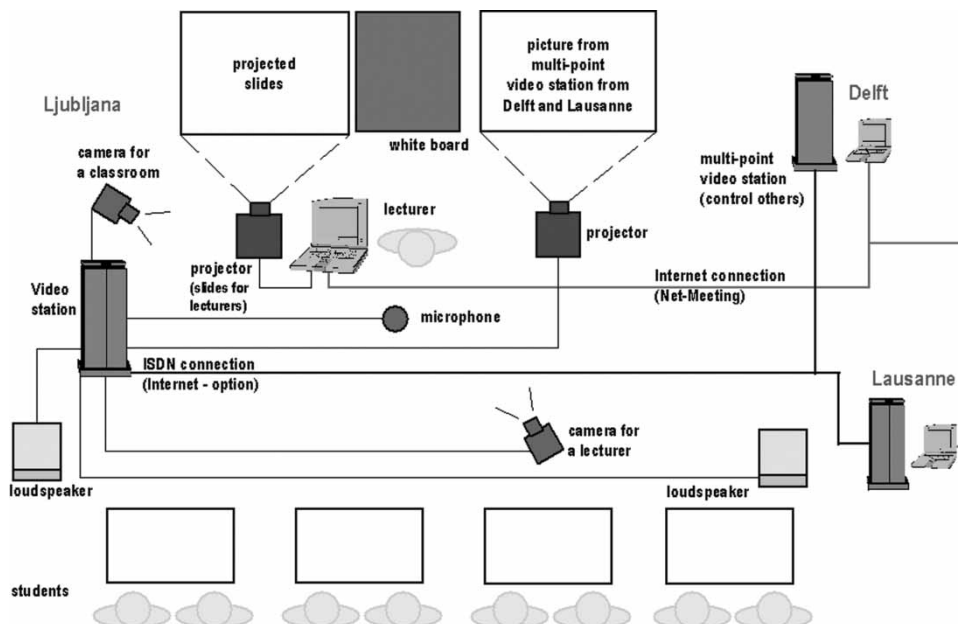 projected
slides
picture from
multi-point
video station from
Delft and Lausanne
Ljubljana
Delft
white board
camera for
a classroom
multi-point
video station
(control others)
lecturer
projector
projector
(slides for
lecturers)
Internet connection
(Net-Meeting)
Video
station
microphone
ISDN connection
(Internet - option)
Lausanne
camera for
a lecturer
loudspeaker
loudspeaker
students